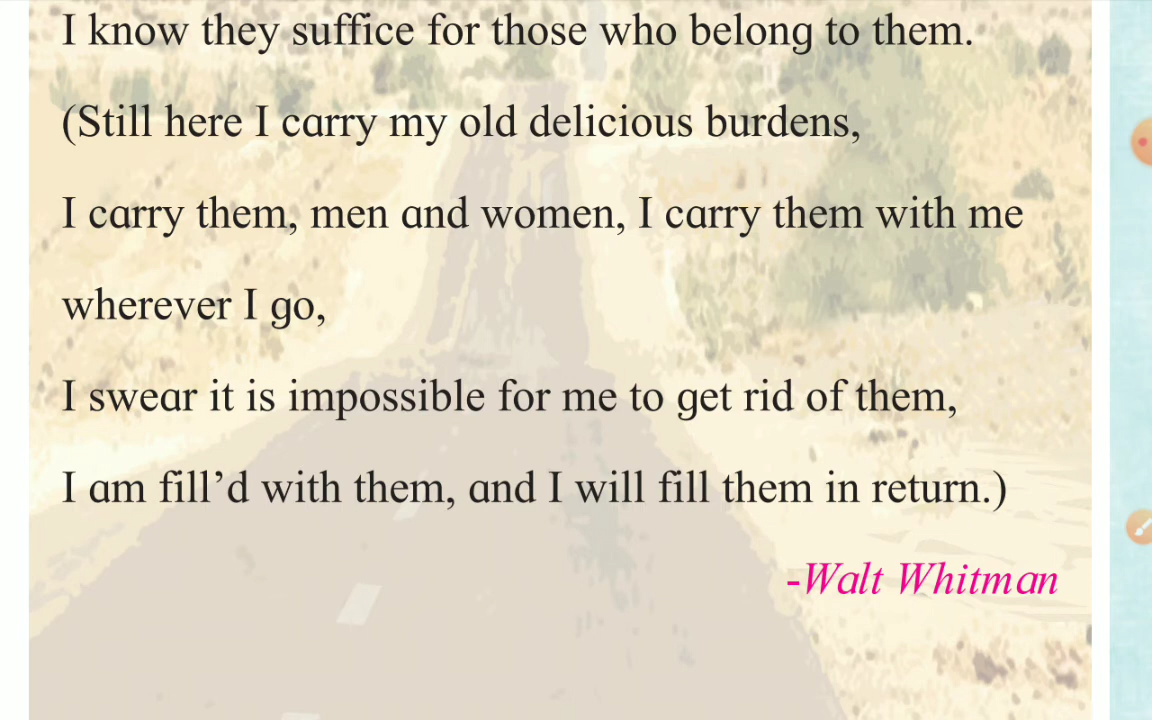 I know they suffice for those who belong to them.
(Still here I carry my old delicious burdens,
I carry them, men and women, I carry them with me
wherever I go,
I swear it is impossible for me to get rid of them,
I am fill’d with them, and I will fill them in return.)
-Walt Whitman